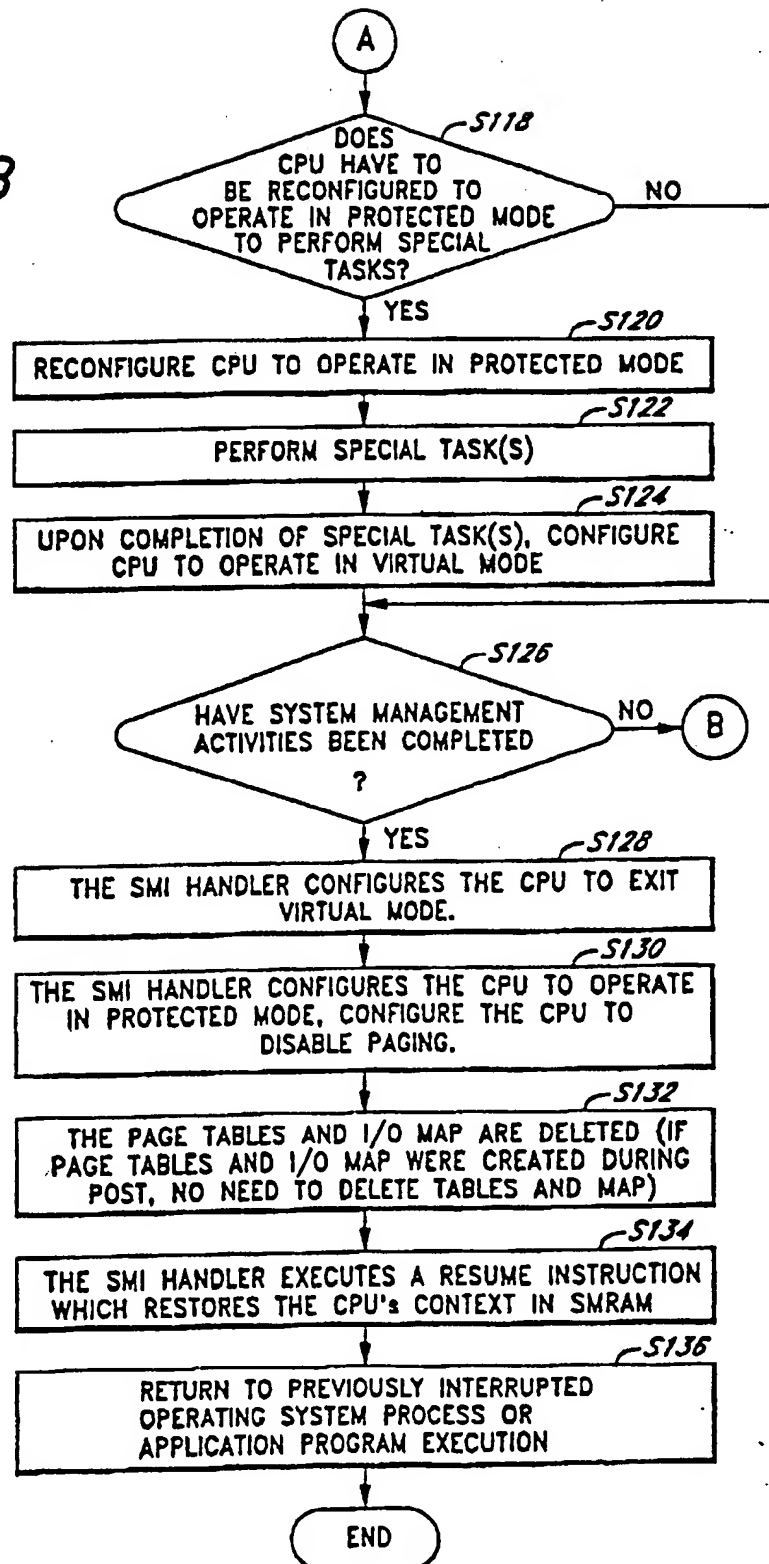 A
B
S118
DOES
CPU HAVE TO
BE RECONFIGURED TO
OPERATE IN PROTECTED MODE
TO PERFORM SPECIAL
TASKS?
NO
YES
S120
RECONFIGURE CPU TO OPERATE IN PROTECTED MODE
S122
PERFORM SPECIAL TASK(S)
S124
UPON COMPLETION OF SPECIAL TASK(S), CONFIGURE
CPU TO OPERATE IN VIRTUAL MODE
S126
HAVE SYSTEM MANAGEMENT
ACTIVITIES BEEN COMPLETED
?
NO
B
YES
S128
THE SMI HANDLER CONFIGURES THE CPU TO EXIT
VIRTUAL MODE.
S130
THE SMI HANDLER CONFIGURES THE CPU TO OPERATE
IN PROTECTED MODE, CONFIGURE THE CPU TO
DISABLE PAGING.
S132
THE PAGE TABLES AND I/O MAP ARE DELETED (IF
PAGE TABLES AND I/O MAP WERE CREATED DURING
POST, NO NEED TO DELETE TABLES AND MAP)
S134
THE SMI HANDLER EXECUTES A RESUME INSTRUCTION
WHICH RESTORES THE CPU's CONTEXT IN SMRAM
S136
RETURN TO PREVIOUSLY INTERRUPTED
OPERATING SYSTEM PROCESS OR
APPLICATION PROGRAM EXECUTION
END